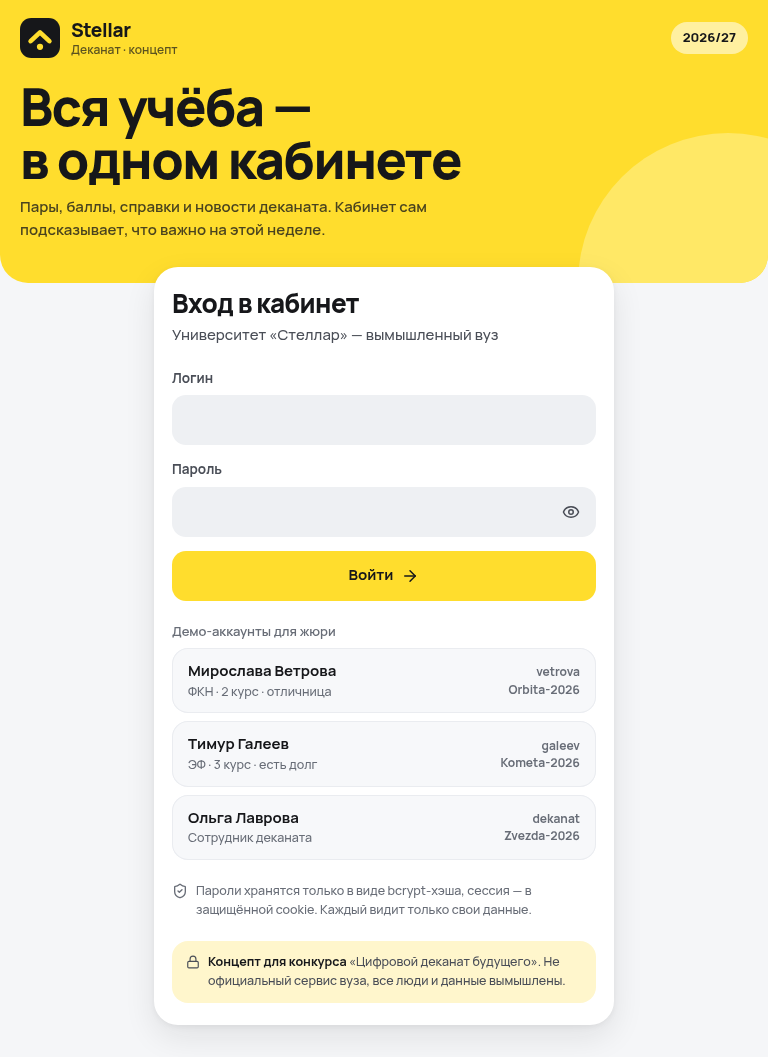 Stellar
Деканат · концепт
2026/27
Вся учёба —
в одном кабинете
Пары, баллы, справки и новости деканата. Кабинет сам
подсказывает, что важно на этой неделе.
Вход в кабинет
Университет «Стеллар» — вымышленный вуз
Логин
Пароль
Войти
Демо-аккаунты для жюри
Мирослава Ветрова
ФКН · 2 курс · отличница
vetrova
Orbita-2026
Тимур Галеев
ЭФ · 3 курс · есть долг
galeev
Kometa-2026
Ольга Лаврова
Сотрудник деканата
dekanat
Zvezda-2026
Пароли хранятся только в виде bcrypt-хэша, сессия — в
защищённой cookie. Каждый видит только свои данные.
Концепт для конкурса «Цифровой деканат будущего». Не
официальный сервис вуза, все люди и данные вымышлены.